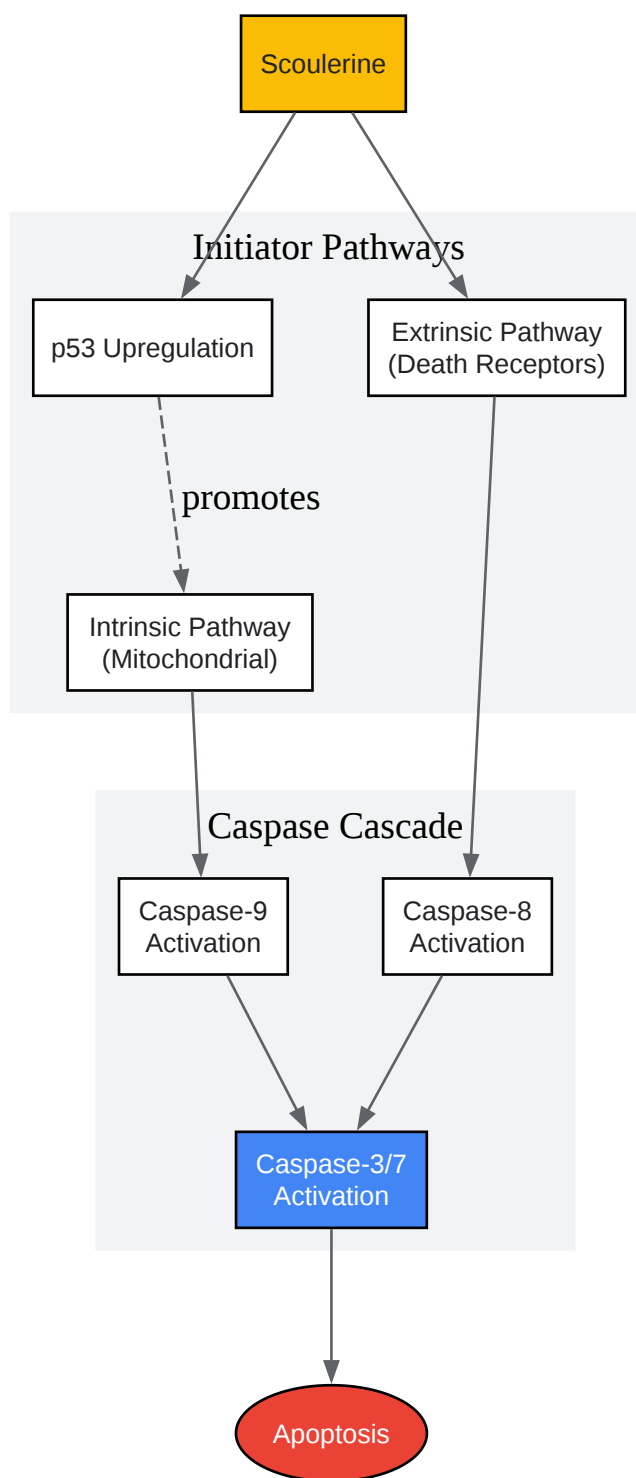 Scoulerine
Initiator Pathways
p53 Upregulation
Extrinsic Pathway
(Death Receptors)
promotes
Intrinsic Pathway
(Mitochondrial)
Caspase Cascade
Caspase-9
Activation
Caspase-8
Activation
Caspase-3/7
Activation
Apoptosis